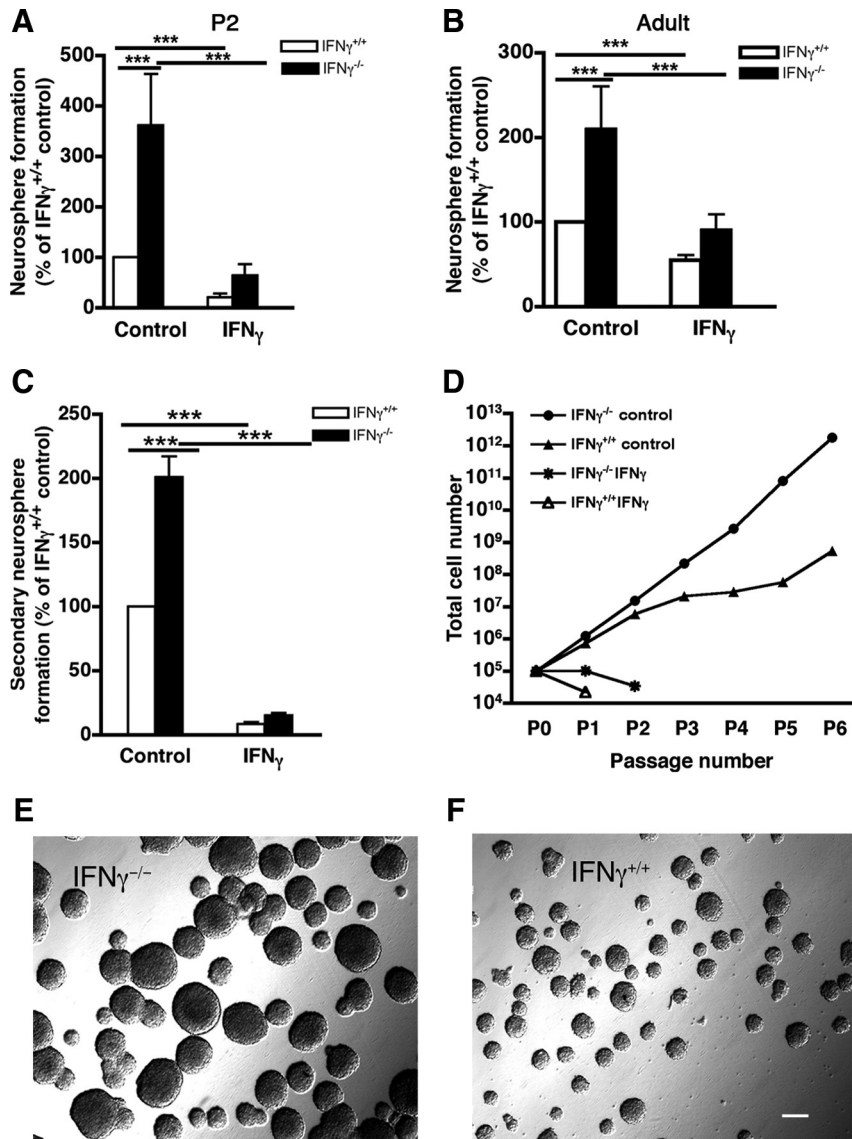 A
P2
***
***
***
IFNγ+/+
IFNγ-/-
500
400
300
200
100
0
Neurosphere formation
(% of IFNγ+/+ control)
Control
IFNγ
B
Adult
***
***
***
IFNγ+/+
IFNγ-/-
300
200
100
0
Neurosphere formation
(% of IFNγ+/+ control)
Control
IFNγ
C
***
***
***
IFNγ+/+
IFNγ-/-
250
200
150
100
50
0
Secondary neurosphere
formation (% of IFNγ+/+ control)
Control
IFNγ
D
IFNγ-/- control
IFNγ+/+ control
IFNγ-/-IFNγ
IFNγ+/+IFNγ
10^13
10^12
10^11
10^10
10^9
10^8
10^7
10^6
10^5
10^4
Total cell number
P0 P1 P2 P3 P4 P5 P6
Passage number
E
IFNγ−/−
F
IFNγ+/+